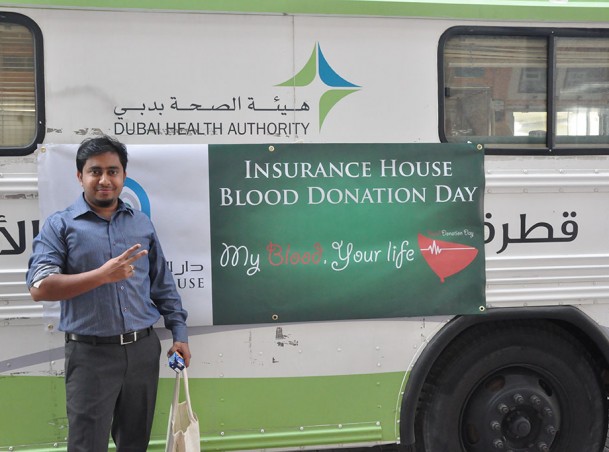 هيئة الصحة بدبي
DUBAI HEALTH AUTHORITY
INSURANCE HOUSE
BLOOD DONATION DAY
My Blood, Your life
Donation Day
دار
USE
قطر